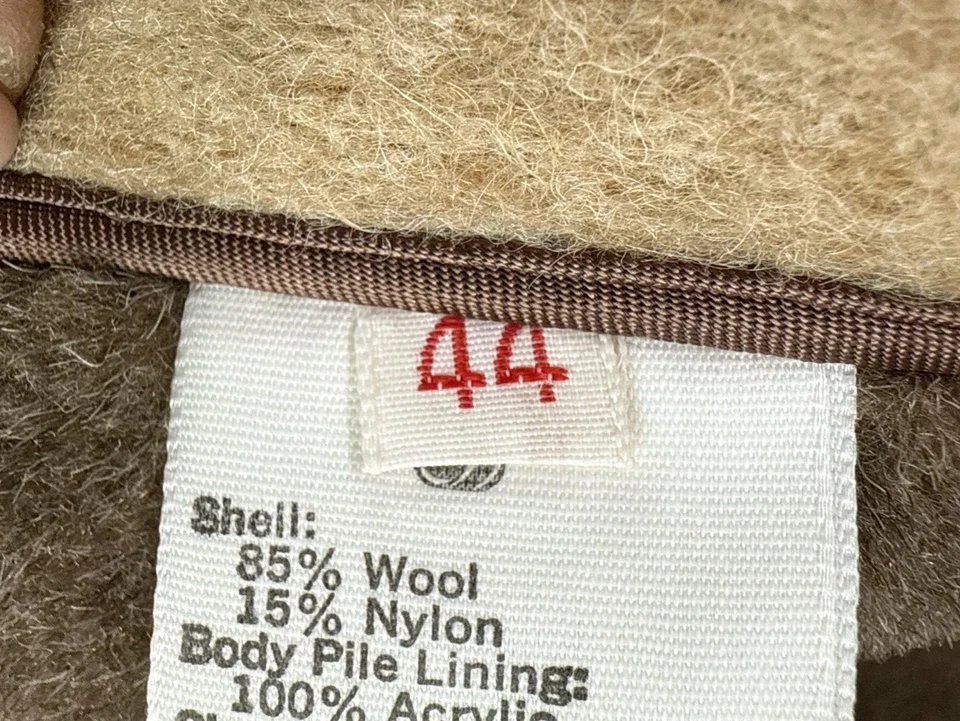 44
Shell:
85% Wool
15% Nylon
Body Pile Lining:
100% Acrylic